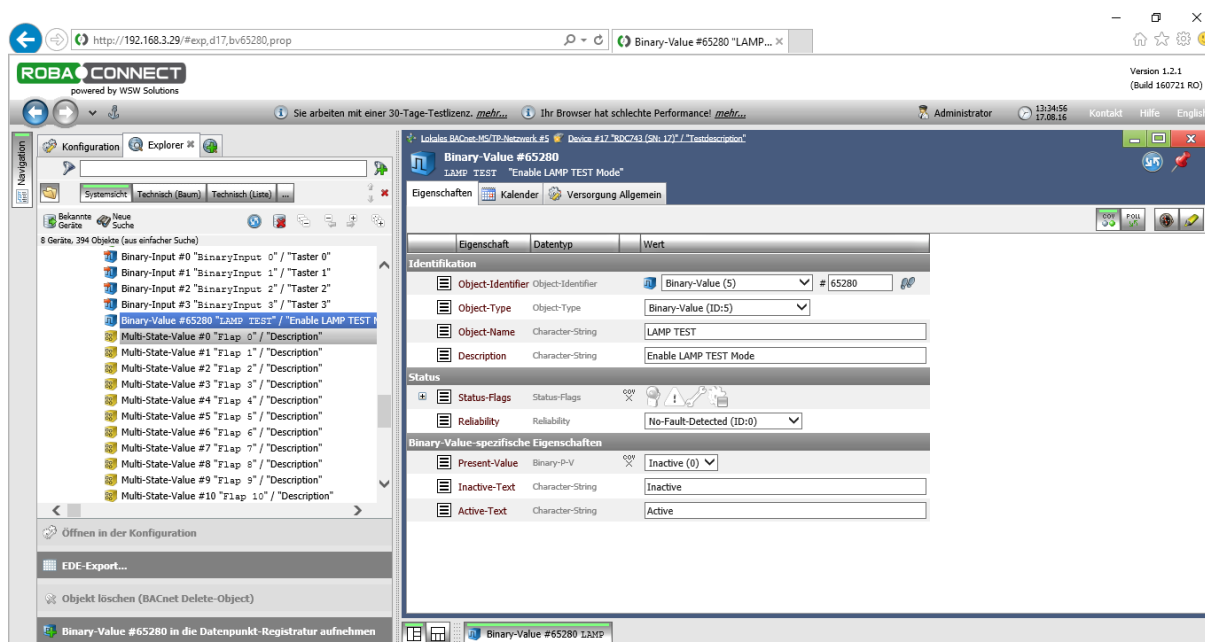 http://192.168.3.29/#exp,d17,bv65280,prop
Binary-Value #65280 "LAMP...
ROBA CONNECT
powered by WSW Solutions
Version 1.2.1
(Build 160721 RO)
Sie arbeiten mit einer 30-Tage-Testlizenz. mehr...
Ihr Browser hat schlechte Performance! mehr...
Administrator
13:34:56
17.08.16
Kontakt
Hilfe
English
Navigation
Konfiguration
Explorer
Systemsicht
Technisch (Baum)
Technisch (Liste)
...
Bekannte Geräte
Neue Suche
8 Geräte, 394 Objekte (aus einfacher Suche)
Binary-Input #0 "BinaryInput 0" / "Taster 0"
Binary-Input #1 "BinaryInput 1" / "Taster 1"
Binary-Input #2 "BinaryInput 2" / "Taster 2"
Binary-Input #3 "BinaryInput 3" / "Taster 3"
Binary-Value #65280 "LAMP TEST" / "Enable LAMP TEST M
Multi-State-Value #0 "Flap 0" / "Description"
Multi-State-Value #1 "Flap 1" / "Description"
Multi-State-Value #2 "Flap 2" / "Description"
Multi-State-Value #3 "Flap 3" / "Description"
Multi-State-Value #4 "Flap 4" / "Description"
Multi-State-Value #5 "Flap 5" / "Description"
Multi-State-Value #6 "Flap 6" / "Description"
Multi-State-Value #7 "Flap 7" / "Description"
Multi-State-Value #8 "Flap 8" / "Description"
Multi-State-Value #9 "Flap 9" / "Description"
Multi-State-Value #10 "Flap 10" / "Description"
Öffnen in der Konfiguration
EDE-Export...
Objekt löschen (BACnet Delete-Object)
Binary-Value #65280 in die Datenpunkt-Registratur aufnehmen
Lokales BACnet-MS/TP-Netzwerk #5
Device #17 "RDC743 (SN: 17)" / "Testdescription"
Binary-Value #65280
LAMP TEST "Enable LAMP TEST Mode"
Eigenschaften
Kalender
Versorgung Allgemein
COV
POLL
Eigenschaft
Datentyp
Wert
Identifikation
Object-Identifier Object-Identifier Binary-Value (5) # 65280
Object-Type Object-Type Binary-Value (ID:5)
Object-Name Character-String LAMP TEST
Description Character-String Enable LAMP TEST Mode
Status
Status-Flags Status-Flags COV
Reliability Reliability No-Fault-Detected (ID:0)
Binary-Value-spezifische Eigenschaften
Present-Value Binary-P-V COV Inactive (0)
Inactive-Text Character-String Inactive
Active-Text Character-String Active
Binary-Value #65280 LAMP